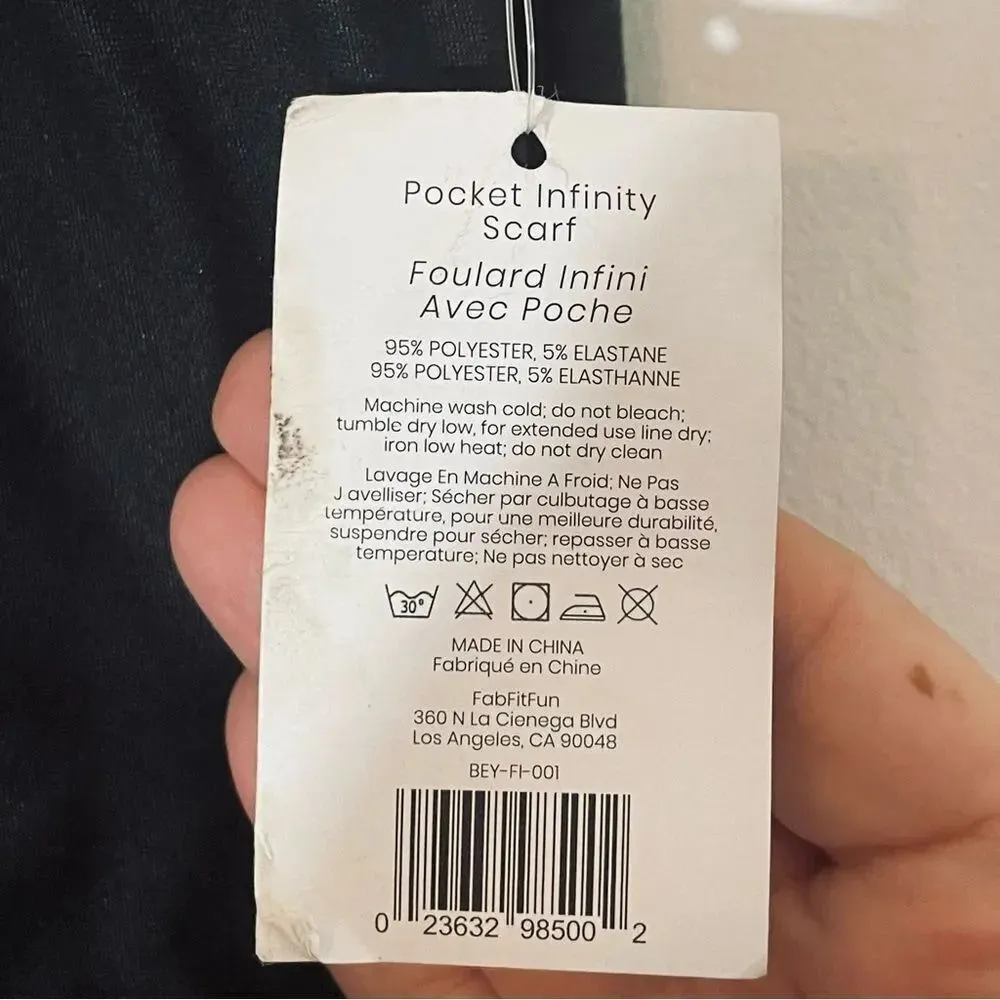 Pocket Infinity
Scarf
Foulard Infini
Avec Poche
95% POLYESTER, 5% ELASTANE
95% POLYESTER, 5% ELASTHANNE
Machine wash cold; do not bleach;
tumble dry low, for extended use line dry;
iron low heat; do not dry clean
Lavage En Machine A Froid; Ne Pas
J avelliser; Sécher par culbutage à basse
température, pour une meilleure durabilité,
suspendre pour sécher; repasser à basse
temperature; Ne pas nettoyer à sec
30°
MADE IN CHINA
Fabriqué en Chine
FabFitFun
360 N La Cienega Blvd
Los Angeles, CA 90048
BEY-FI-001
0 23632 98500 2